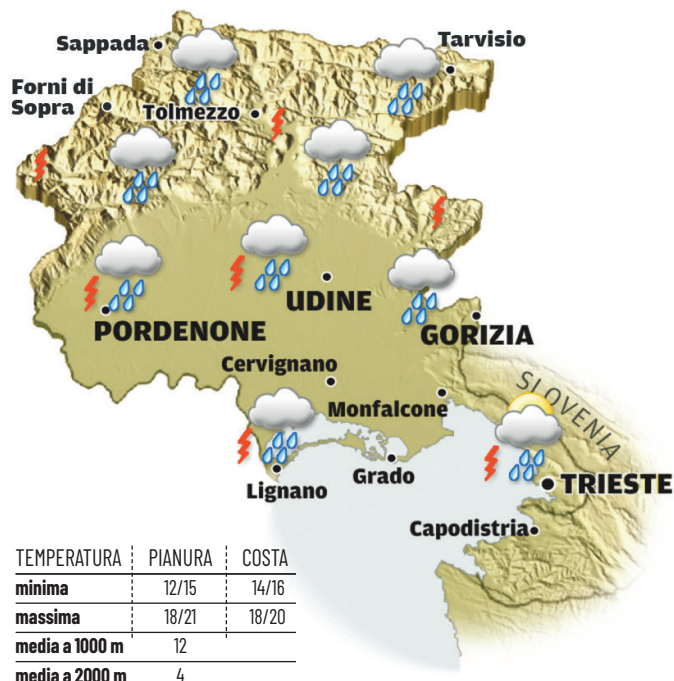 Sappada
Tarvisio
Forni di
Sopra
Tolmezzo
UDINE
PORDENONE
GORIZIA
Cervignano
SLOVENIA
Monfalcone
Grado
TRIESTE
Lignano
Capodistria
TEMPERATURA PIANURA COSTA
minima 12/15 14/16
massima 18/21 18/20
media a 1000 m 12
media a 2000 m 4